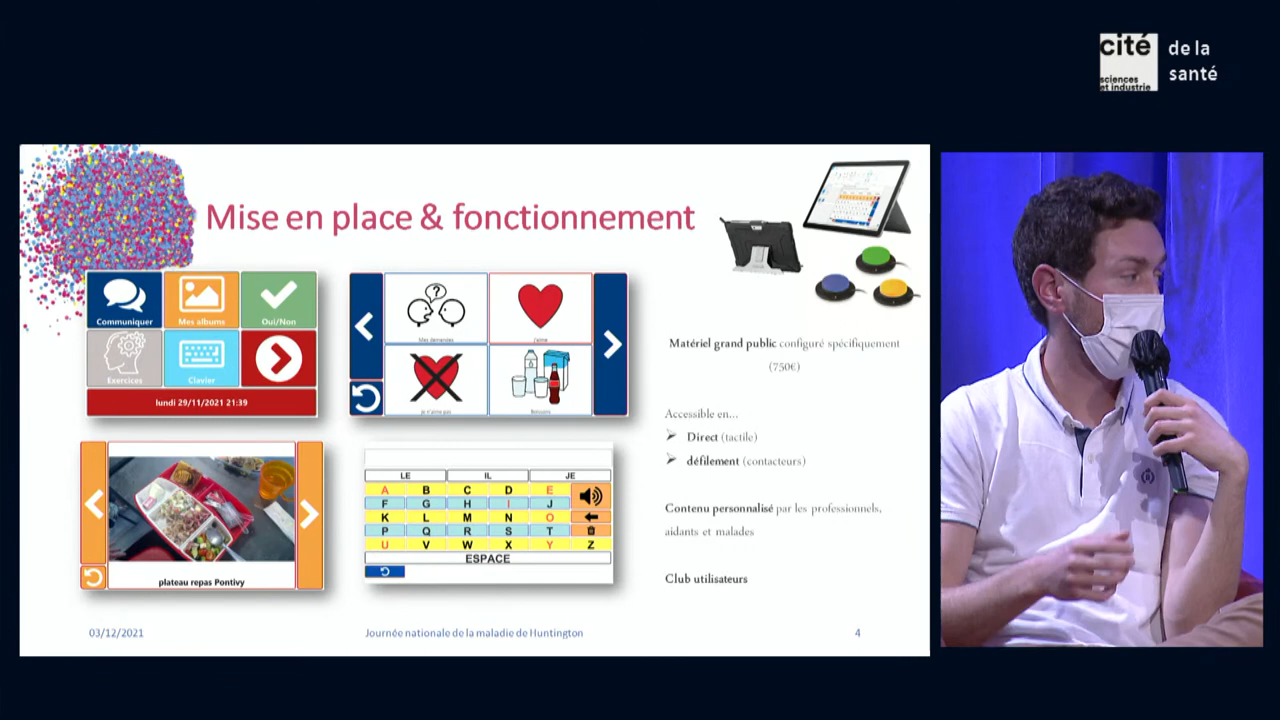 cité
sciences
et industrie
de la
santé
Mise en place & fonctionnement
Communiquer
Mes albums
Oui/Non
Exercices
Clavier
lundi 29/11/2021 21:39
Mes demandes
J'aime
Je n'aime pas
Boissons
plateau repas Pontivy
LE IL JE
A B C D E
F G H I J
K L M N O
P Q R S T
U V W X Y Z
ESPACE
Matériel grand public configuré spécifiquement
(750€)
Accessible en...
Direct (tactile)
défilement (contacteurs)
Contenu personnalisé par les professionnels,
aidants et malades
Club utilisateurs
03/12/2021
Journée nationale de la maladie de Huntington
4